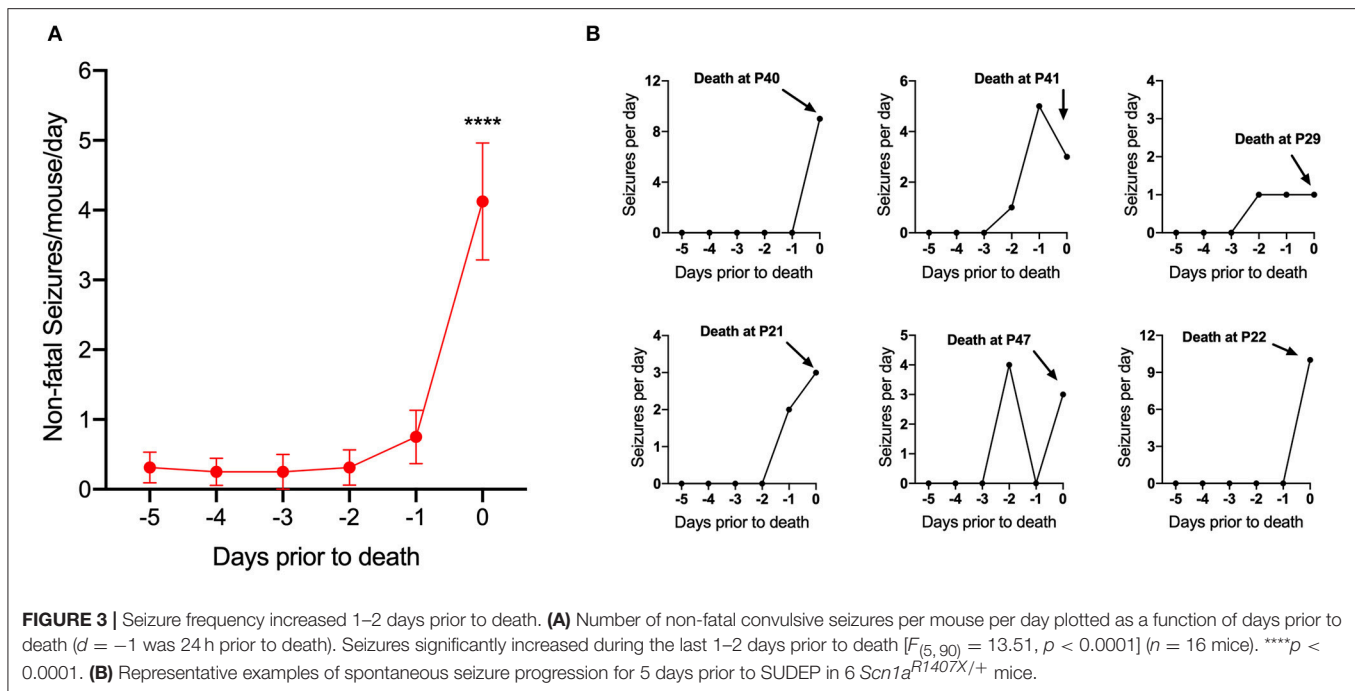 A
Non-fatal Seizures/mouse/day
6
5
4
3
2
1
0
****
-5 -4 -3 -2 -1 0
Days prior to death
B
Seizures per day
12
8
4
0
Death at P40
-5 -4 -3 -2 -1 0
Days prior to death
Seizures per day
6
4
2
0
Death at P41
-5 -4 -3 -2 -1 0
Days prior to death
Seizures per day
4
3
2
1
0
Death at P29
-5 -4 -3 -2 -1 0
Days prior to death
Seizures per day
4
3
2
1
0
Death at P21
-5 -4 -3 -2 -1 0
Days prior to death
Seizures per day
5
4
3
2
1
0
Death at P47
-5 -4 -3 -2 -1 0
Days prior to death
Seizures per day
12
9
6
3
0
Death at P22
-5 -4 -3 -2 -1 0
Days prior to death
FIGURE 3 | Seizure frequency increased 1–2 days prior to death. (A) Number of non-fatal convulsive seizures per mouse per day plotted as a function of days prior to
death (d = −1 was 24 h prior to death). Seizures significantly increased during the last 1–2 days prior to death [F(5, 90) = 13.51, p < 0.0001] (n = 16 mice). ****p <
0.0001. (B) Representative examples of spontaneous seizure progression for 5 days prior to SUDEP in 6 Scn1aR1407X/+ mice.